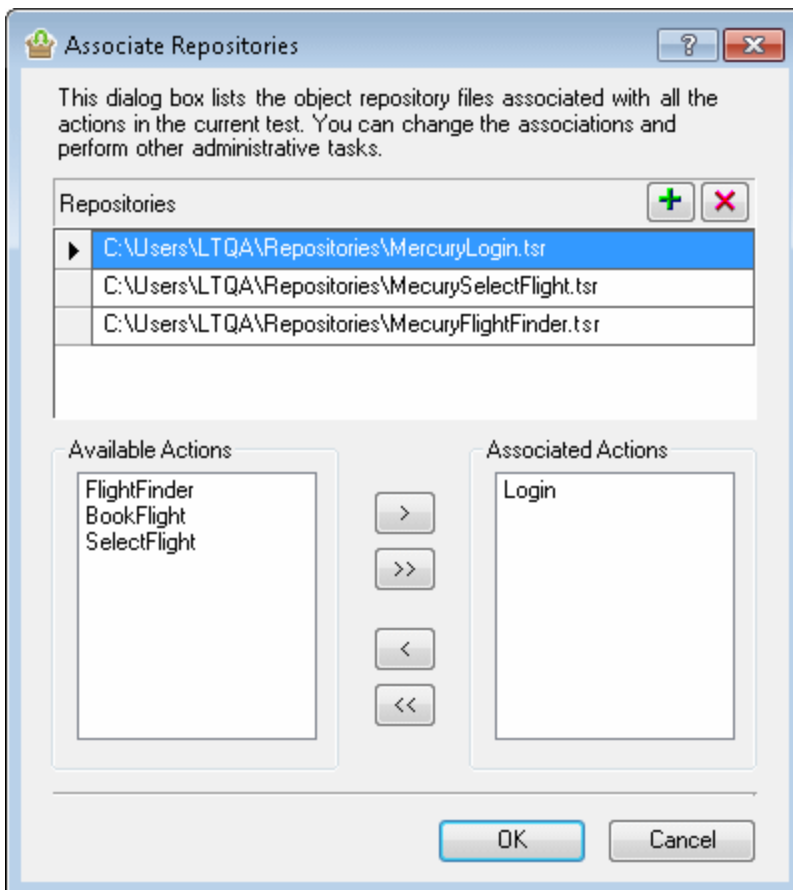 Associate Repositories
This dialog box lists the object repository files associated with all the
actions in the current test. You can change the associations and
perform other administrative tasks.
Repositories
C:\Users\LTQA\Repositories\MercuryLogin.tsr
C:\Users\LTQA\Repositories\MecurySelectFlight.tsr
C:\Users\LTQA\Repositories\MecuryFlightFinder.tsr
Available Actions
FlightFinder
BookFlight
SelectFlight
>
>>
<
<<
Associated Actions
Login
OK
Cancel